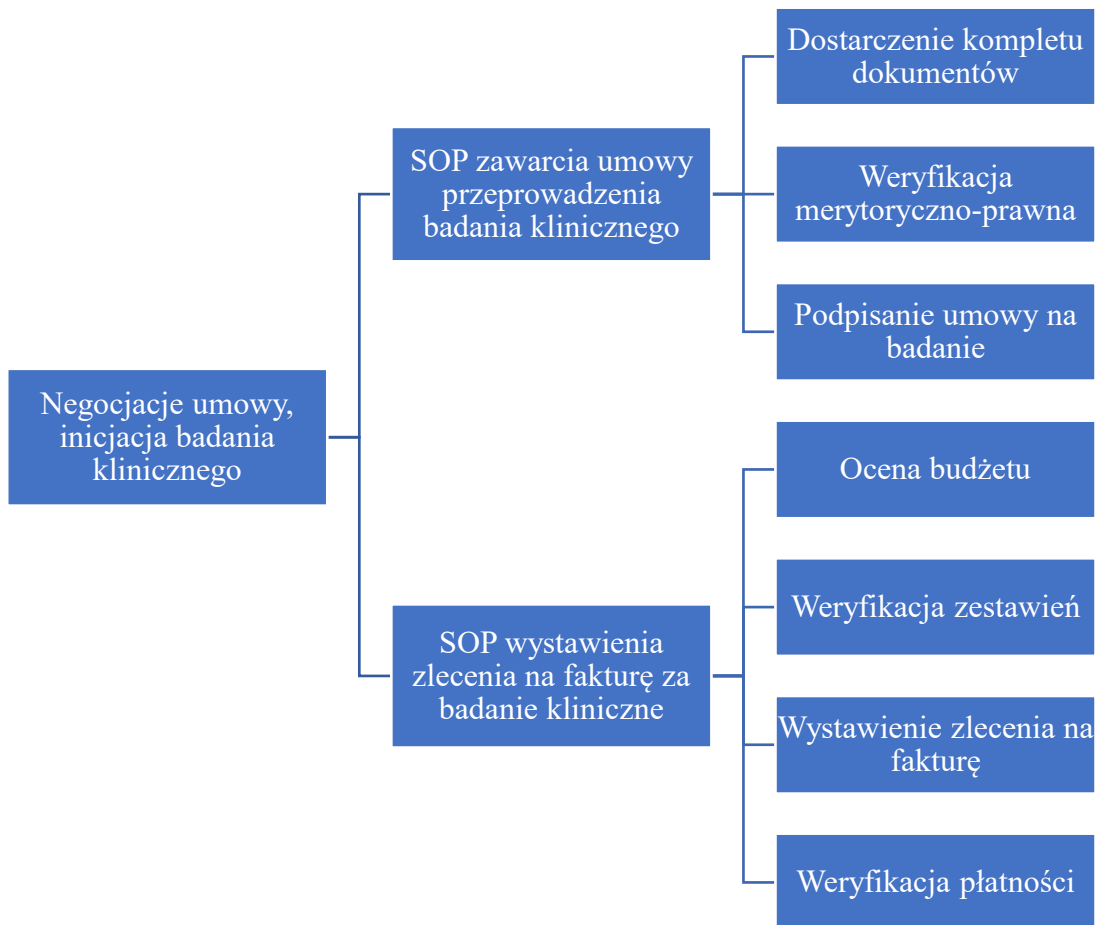 Negocjacje umowy,
inicjacja badania
klinicznego
SOP zawarcia umowy
przeprowadzenia
badania klinicznego
Dostarczenie kompletu
dokumentów
Weryfikacja
merytoryczno-prawna
Podpisanie umowy na
badanie
SOP wystawienia
zlecenia na fakturę za
badanie kliniczne
Ocena budżetu
Weryfikacja zestawień
Wystawienie zlecenia na
fakturę
Weryfikacja płatności